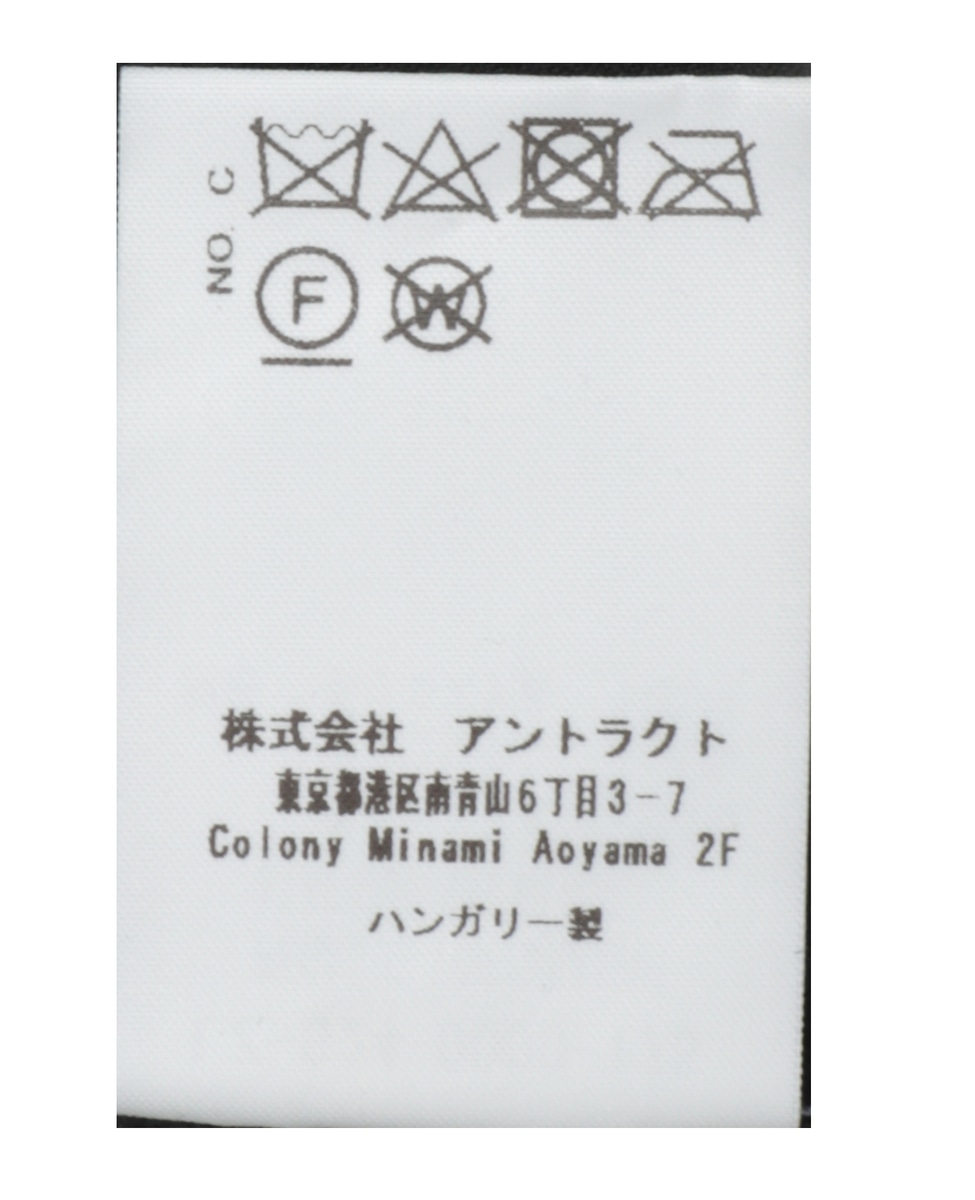 NO. C
F
W
株式会社 アントラクト
東京都港区南青山6丁目3-7
Colony Minami Aoyama 2F
ハンガリー製